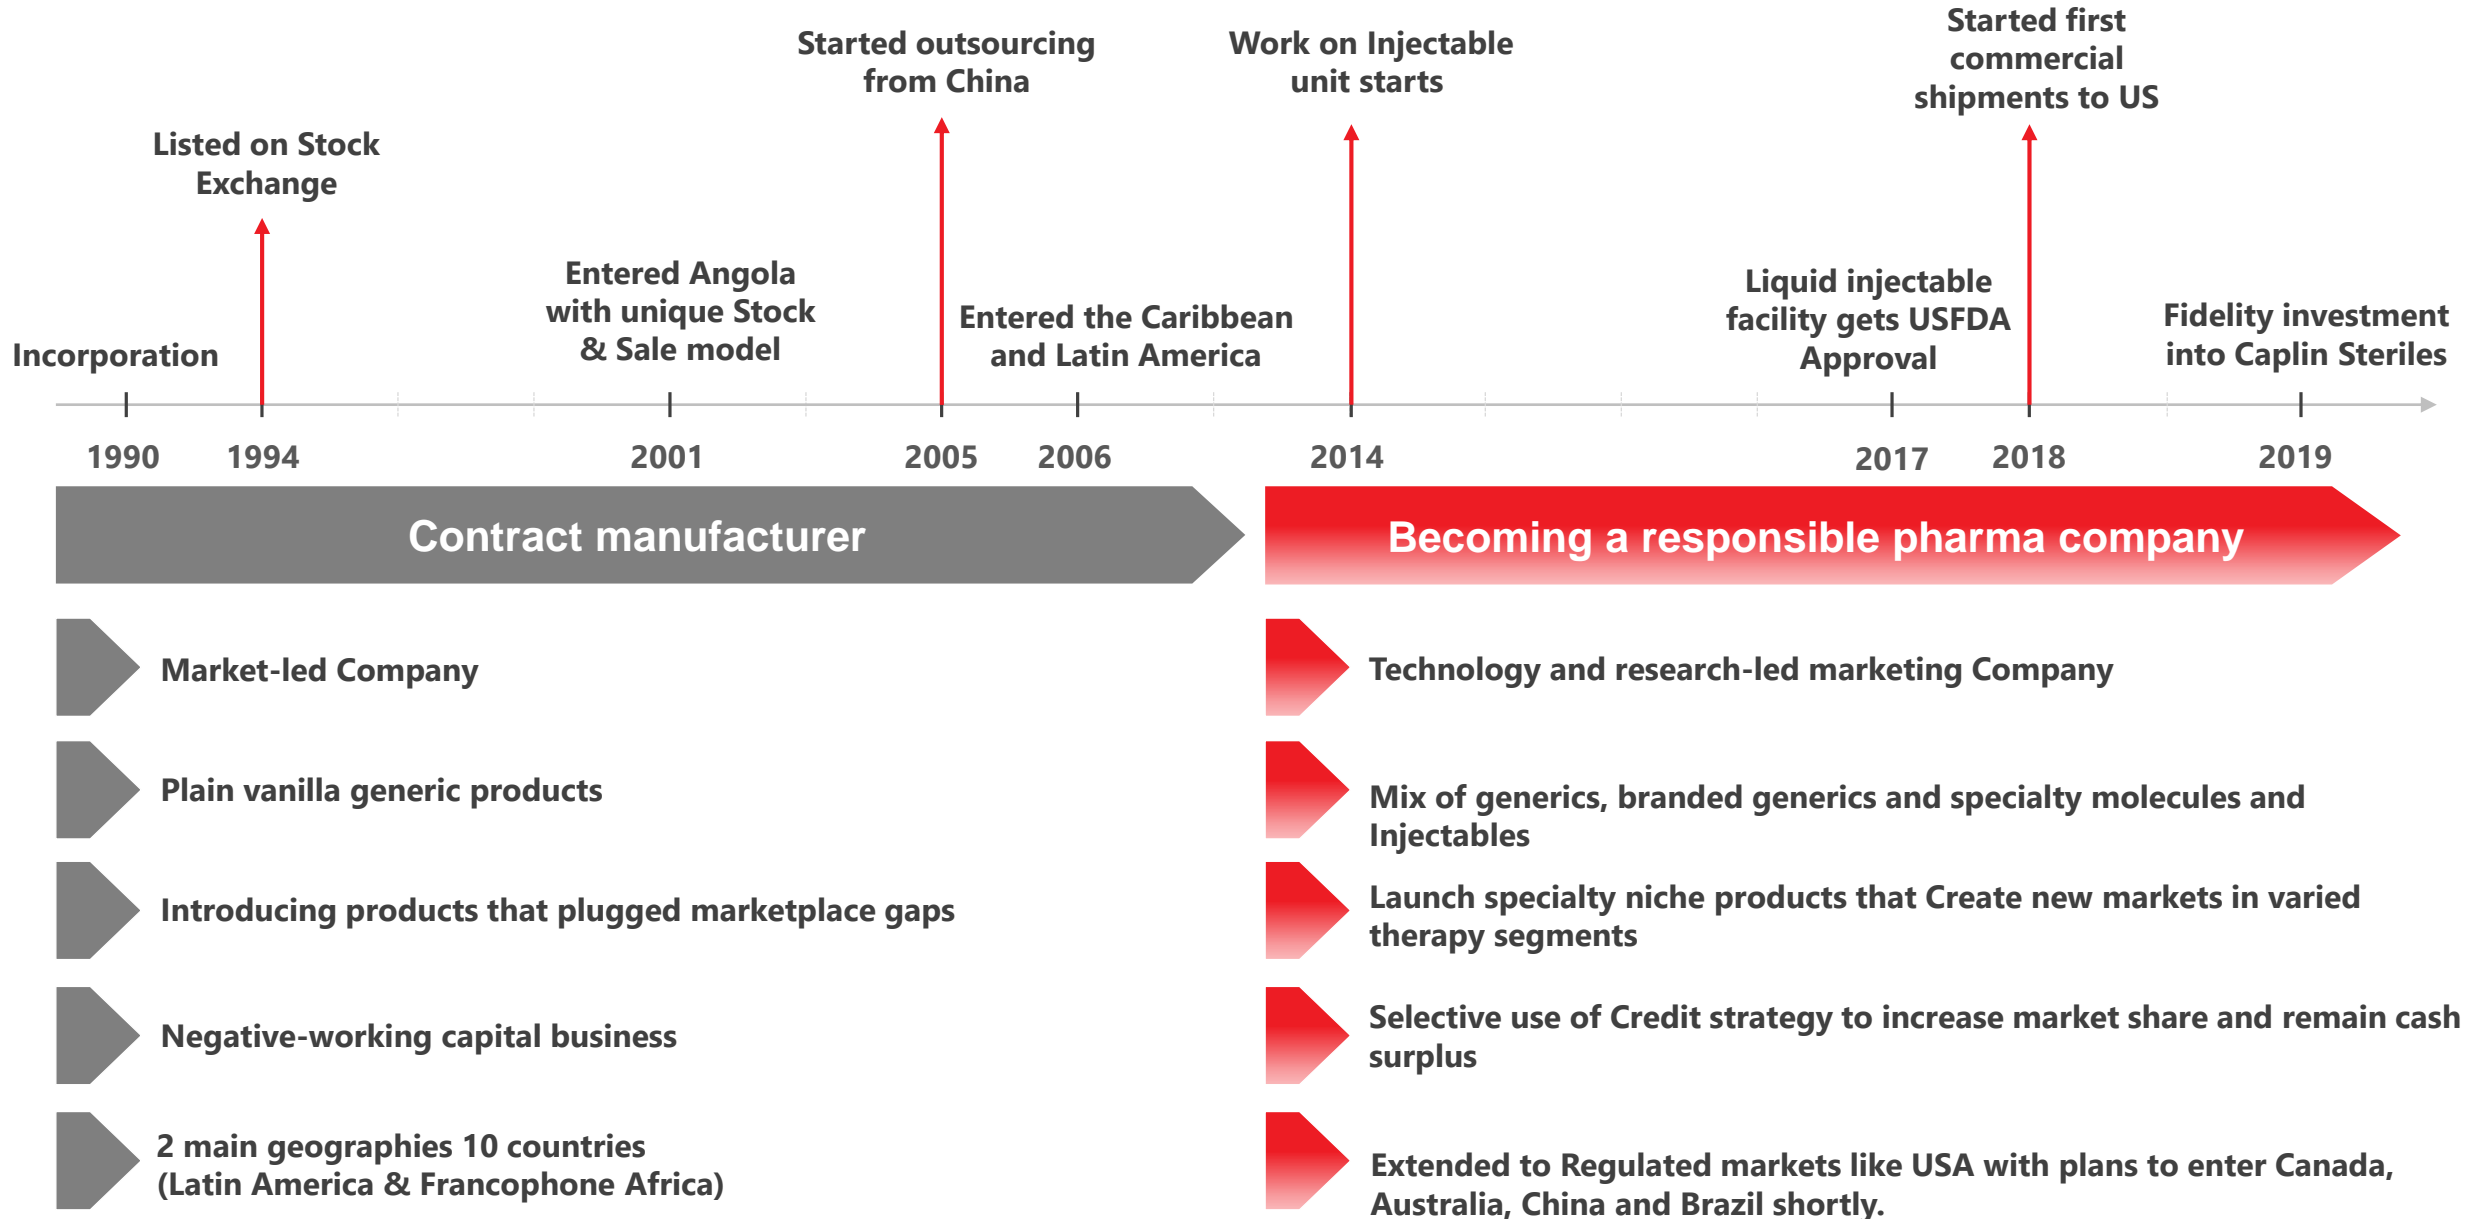 Started first
commercial
shipments to US
Started outsourcing
from China
Work on Injectable
unit starts
Listed on Stock
Exchange
Entered Angola
with unique Stock
& Sale model
Liquid injectable
facility gets USFDA
Approval
Entered the Caribbean
and Latin America
Fidelity investment
into Caplin Steriles
Incorporation
1990
1994
2001
2005
2006
2014
2017
2018
2019
Contract manufacturer
Becoming a responsible pharma company
Market-led Company
Technology and research-led marketing Company
Plain vanilla generic products
Mix of generics, branded generics and specialty molecules and
Injectables
Introducing products that plugged marketplace gaps
Launch specialty niche products that Create new markets in varied
therapy segments
Negative-working capital business
Selective use of Credit strategy to increase market share and remain cash
surplus
2 main geographies 10 countries
(Latin America & Francophone Africa)
Extended to Regulated markets like USA with plans to enter Canada,
Australia, China and Brazil shortly.